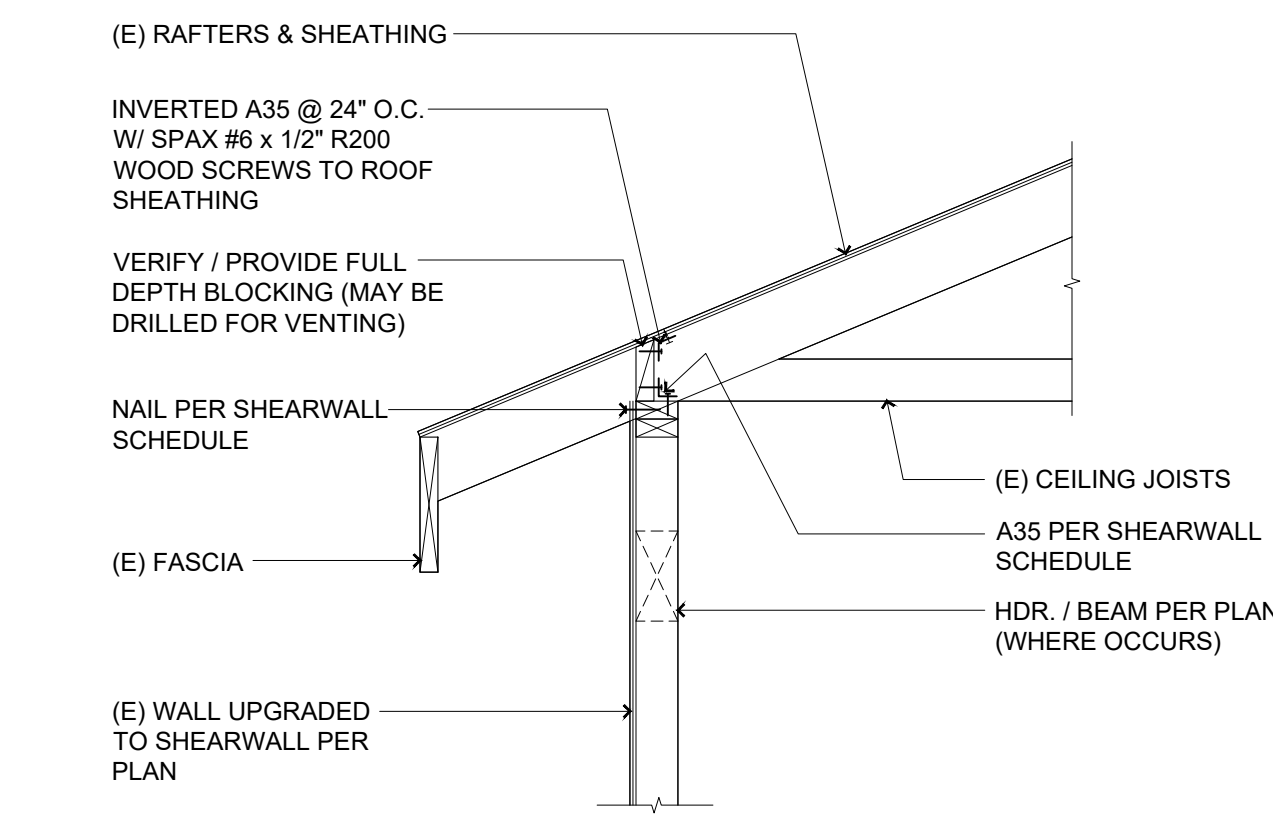 (E) RAFTERS & SHEATHING
INVERTED A35 @ 24" O.C.
W/ SPAX #6 x 1/2" R200
WOOD SCREWS TO ROOF
SHEATHING
VERIFY / PROVIDE FULL
DEPTH BLOCKING (MAY BE
DRILLED FOR VENTING)
NAIL PER SHEARWALL
SCHEDULE
(E) FASCIA
(E) WALL UPGRADED
TO SHEARWALL PER
PLAN
(E) CEILING JOISTS
A35 PER SHEARWALL
SCHEDULE
HDR. / BEAM PER PLAN
(WHERE OCCURS)